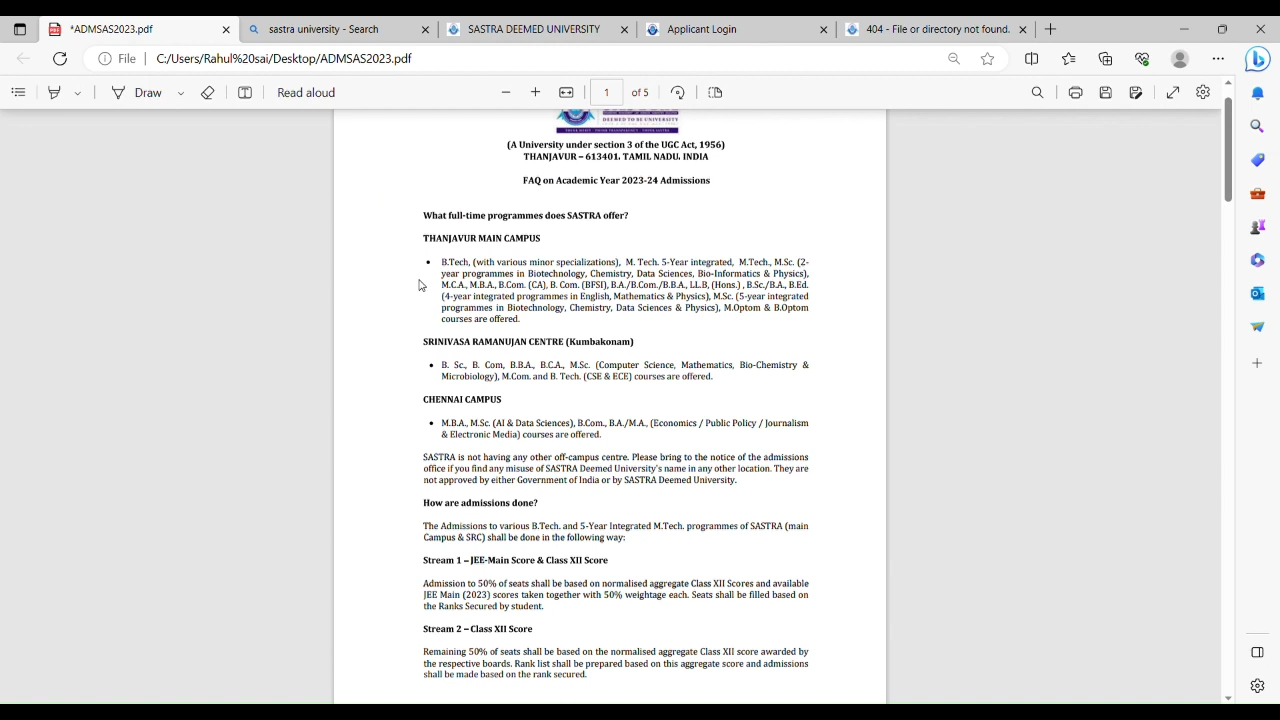 *ADMSAS2023.pdf
sastra university - Search
SASTRA DEEMED UNIVERSITY
Applicant Login
404 - File or directory not found.
File
C:/Users/Rahul%20sai/Desktop/ADMSAS2023.pdf
Draw
Read aloud
1 of 5
DEEMED TO BE UNIVERSITY
(A University under section 3 of the UGC Act, 1956)
THANJAVUR – 613401. TAMIL NADU. INDIA
FAQ on Academic Year 2023-24 Admissions
What full-time programmes does SASTRA offer?
THANJAVUR MAIN CAMPUS
• B.Tech, (with various minor specializations), M. Tech. 5-Year integrated, M.Tech., M.Sc. (2-
year programmes in Biotechnology, Chemistry, Data Sciences, Bio-Informatics & Physics),
M.C.A., M.B.A., B.Com. (CA), B. Com. (BFSI), B.A./B.Com./B.B.A., LL.B, (Hons.) , B.Sc./B.A., B.Ed.
(4-year integrated programmes in English, Mathematics & Physics), M.Sc. (5-year integrated
programmes in Biotechnology, Chemistry, Data Sciences & Physics), M.Optom & B.Optom
courses are offered.
SRINIVASA RAMANUJAN CENTRE (Kumbakonam)
• B. Sc., B. Com, B.B.A., B.C.A., M.Sc. (Computer Science, Mathematics, Bio-Chemistry &
Microbiology), M.Com. and B. Tech. (CSE & ECE) courses are offered.
CHENNAI CAMPUS
• M.B.A., M.Sc. (AI & Data Sciences), B.Com., B.A./M.A., (Economics / Public Policy / Journalism
& Electronic Media) courses are offered.
SASTRA is not having any other off-campus centre. Please bring to the notice of the admissions
office if you find any misuse of SASTRA Deemed University's name in any other location. They are
not approved by either Government of India or by SASTRA Deemed University.
How are admissions done?
The Admissions to various B.Tech. and 5-Year Integrated M.Tech. programmes of SASTRA (main
Campus & SRC) shall be done in the following way:
Stream 1 – JEE-Main Score & Class XII Score
Admission to 50% of seats shall be based on normalised aggregate Class XII Scores and available
JEE Main (2023) scores taken together with 50% weightage each. Seats shall be filled based on
the Ranks Secured by student.
Stream 2 – Class XII Score
Remaining 50% of seats shall be based on the normalised aggregate Class XII score awarded by
the respective boards. Rank list shall be prepared based on this aggregate score and admissions
shall be made based on the rank secured.